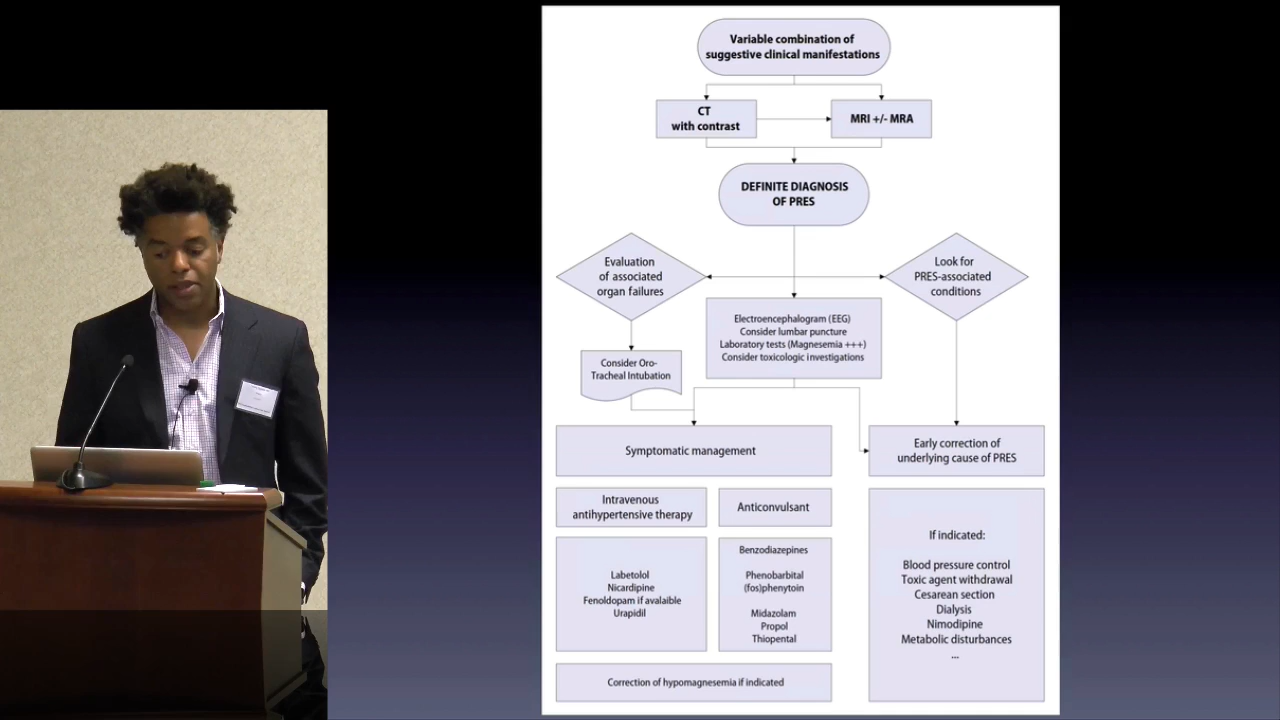 Variable combination of
suggestive clinical manifestations
CT
with contrast
MRI +/- MRA
DEFINITE DIAGNOSIS
OF PRES
Evaluation
of associated
organ failures
Look for
PRES-associated
conditions
Electroencephalogram (EEG)
Consider lumbar puncture
Laboratory tests (Magnesemia +++)
Consider toxicologic investigations
Consider Oro-
Tracheal Intubation
Symptomatic management
Early correction of
underlying cause of PRES
Intravenous
antihypertensive therapy
Anticonvulsant
Labetolol
Nicardipine
Fenoldopam if avalaible
Urapidil
Benzodiazepines
Phenobarbital
(fos)phenytoin
Midazolam
Propol
Thiopental
If indicated:
Blood pressure control
Toxic agent withdrawal
Cesarean section
Dialysis
Nimodipine
Metabolic disturbances
...
Correction of hypomagnesemia if indicated